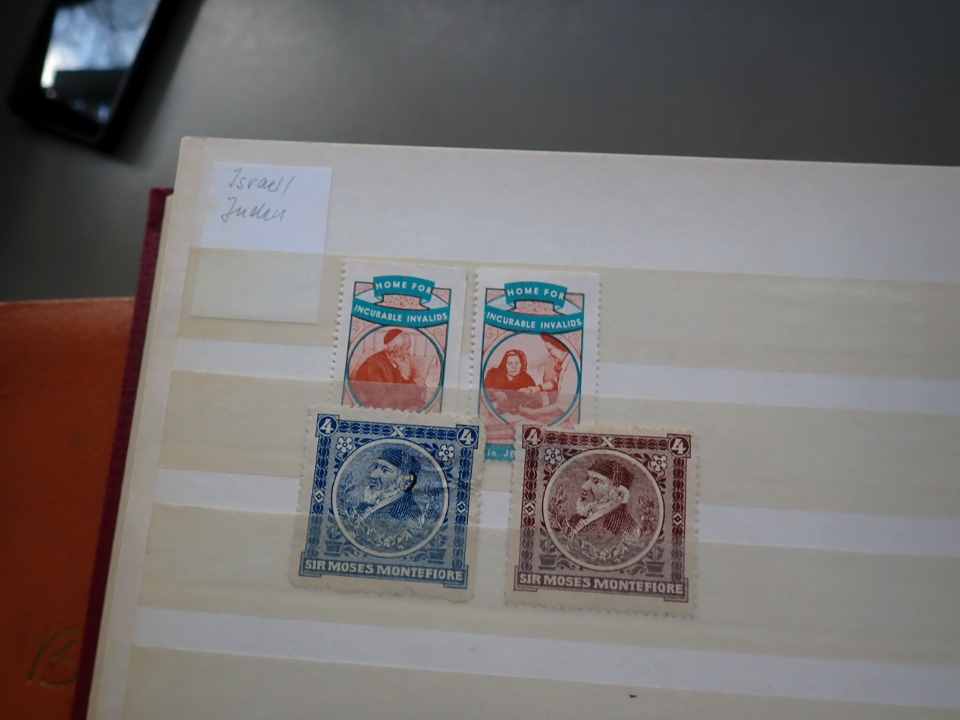 Israel/
Juden
HOME FOR
INCURABLE INVALIDS
HOME FOR
INCURABLE INVALIDS
4 X 4
SIR MOSES MONTEFIORE
4 X 4
SIR MOSES MONTEFIORE